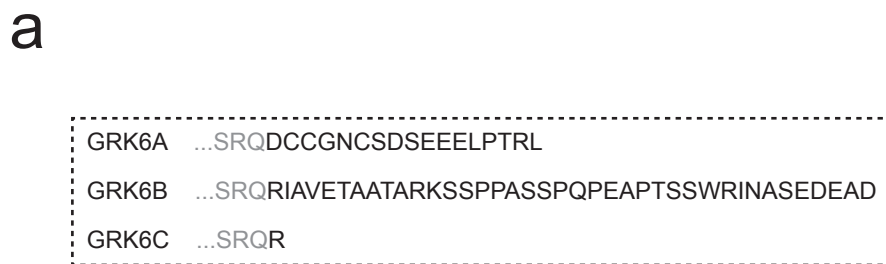 a
GRK6A ...SRQDCCGNCSDSEEELPTRL
GRK6B ...SRQRIAVETAATARKSSPPASSPQPEAPTSSWRINASEDEAD
GRK6C ...SRQR